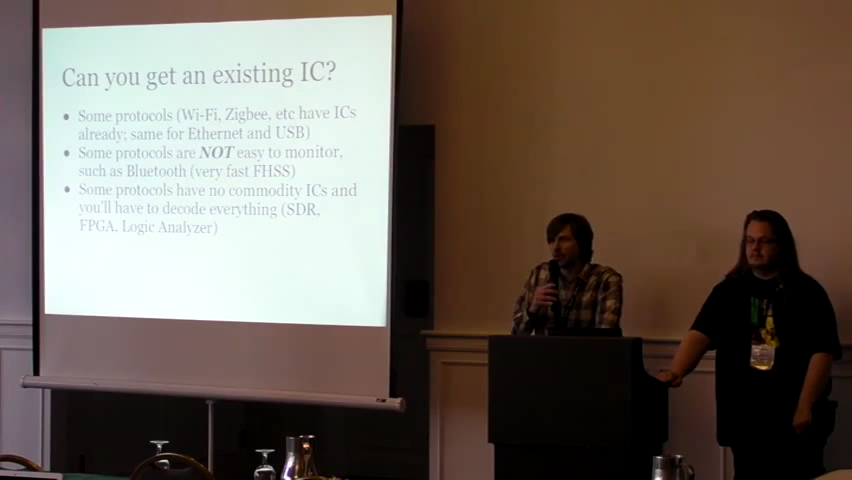 Can you get an existing IC?
● Some protocols (Wi-Fi, Zigbee, etc have ICs
already; same for Ethernet and USB)
● Some protocols are NOT easy to monitor,
such as Bluetooth (very fast FHSS)
● Some protocols have no commodity ICs and
you'll have to decode everything (SDR,
FPGA, Logic Analyzer)